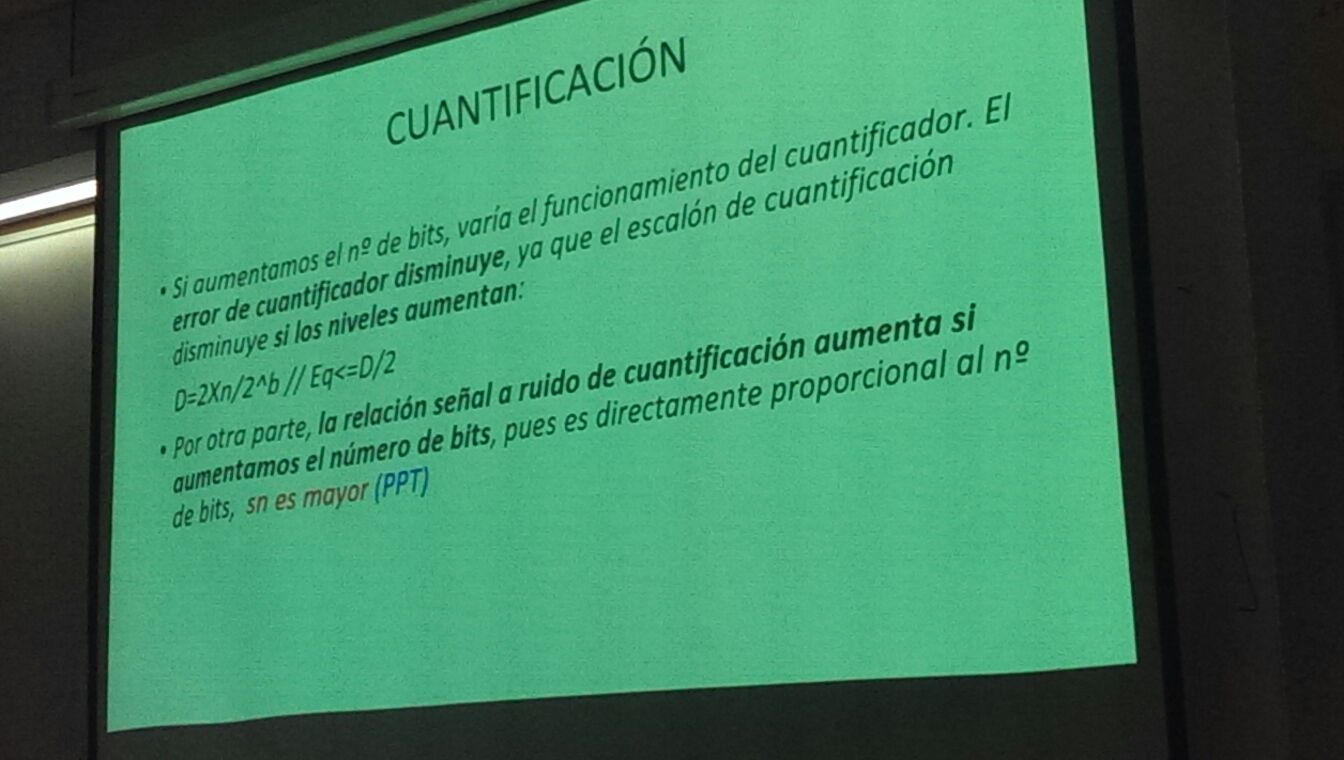 CUANTIFICACIÓN
• Si aumentamos el nº de bits, varía el funcionamiento del cuantificador. El
error de cuantificador disminuye, ya que el escalón de cuantificación
disminuye si los niveles aumentan:
D=2Xn/2^b // Eq<=D/2
• Por otra parte, la relación señal a ruido de cuantificación aumenta si
aumentamos el número de bits, pues es directamente proporcional al nº
de bits, sn es mayor (PPT)